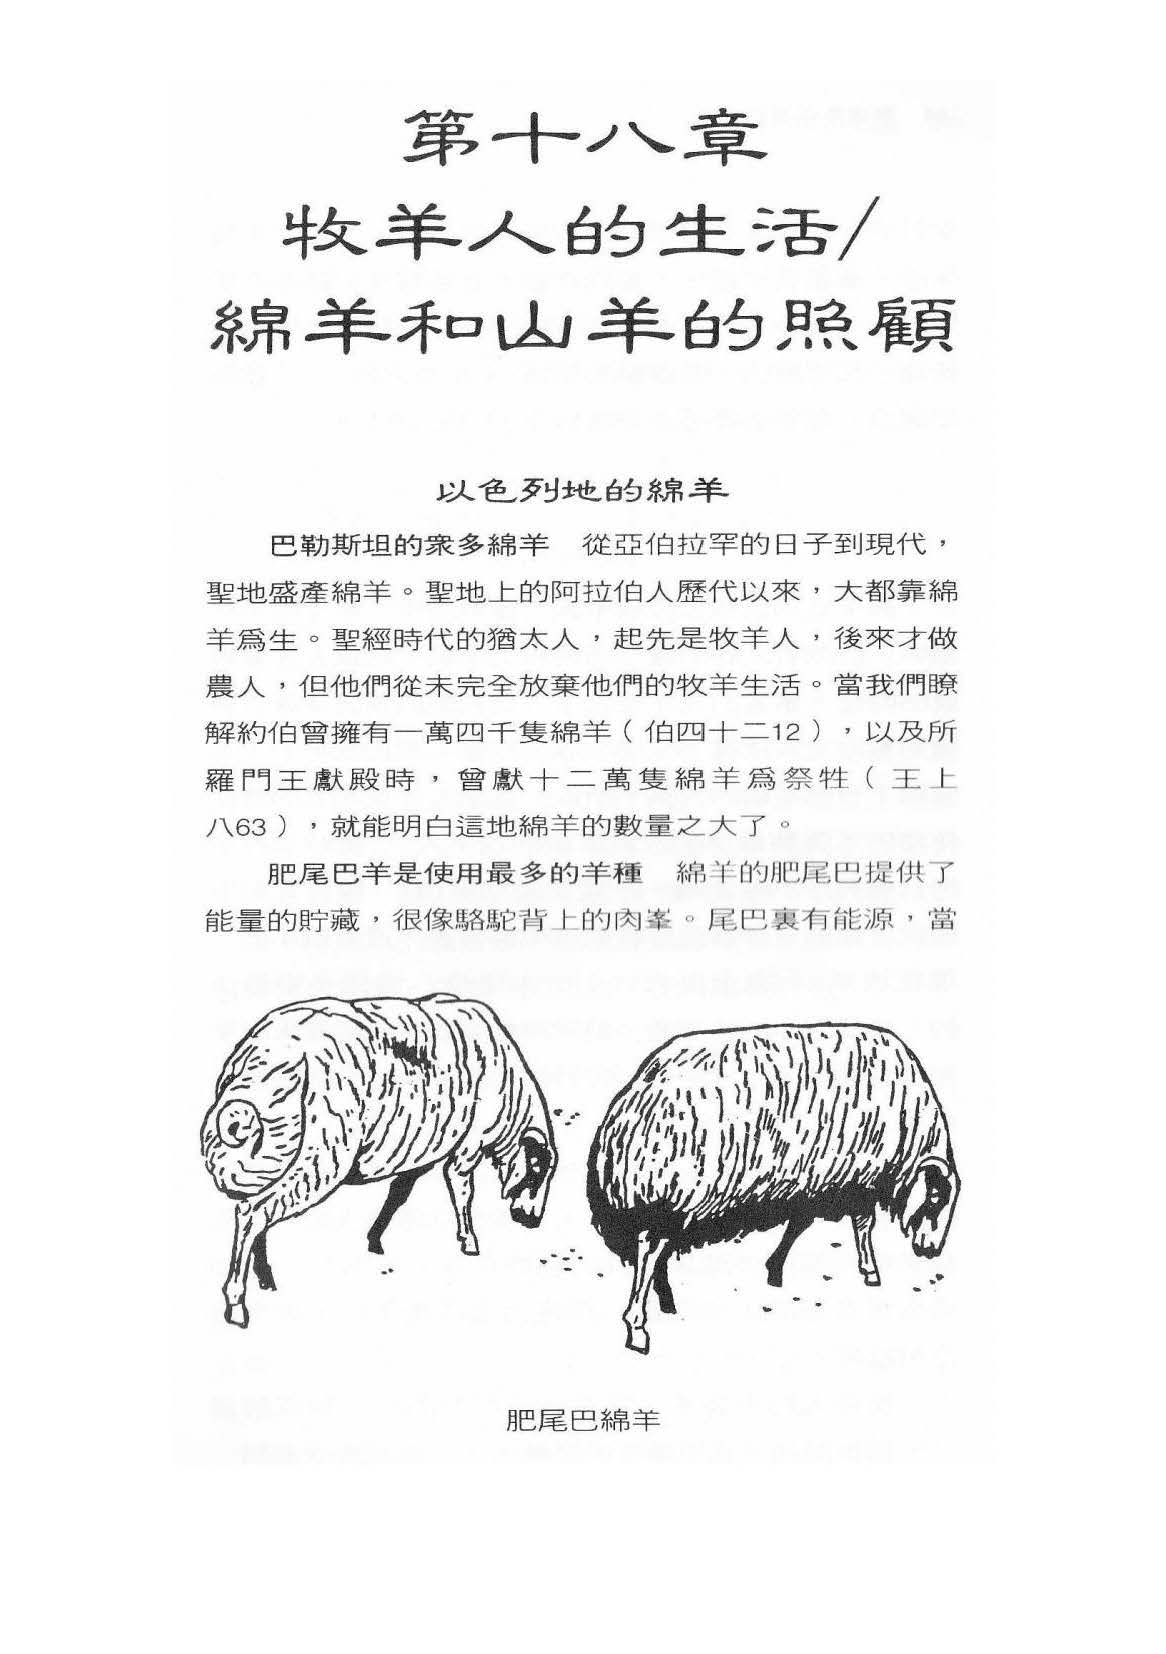 第十八章
牧羊人的生活/
綿羊和山羊的照顧
以色列地的綿羊
巴勒斯坦的衆多綿羊　從亞伯拉罕的日子到現代，
聖地盛產綿羊。聖地上的阿拉伯人歷代以來，大都靠綿
羊爲生。聖經時代的猶太人，起先是牧羊人，後來才做
農人，但他們從未完全放棄他們的牧羊生活。當我們瞭
解約伯曾擁有一萬四千隻綿羊（伯四十二12），以及所
羅門王獻殿時，曾獻十二萬隻綿羊爲祭牲（王上
八63），就能明白這地綿羊的數量之大了。
肥尾巴羊是使用最多的羊種　綿羊的肥尾巴提供了
能量的貯藏，很像駱駝背上的肉峯。尾巴裏有能源，當
肥尾巴綿羊